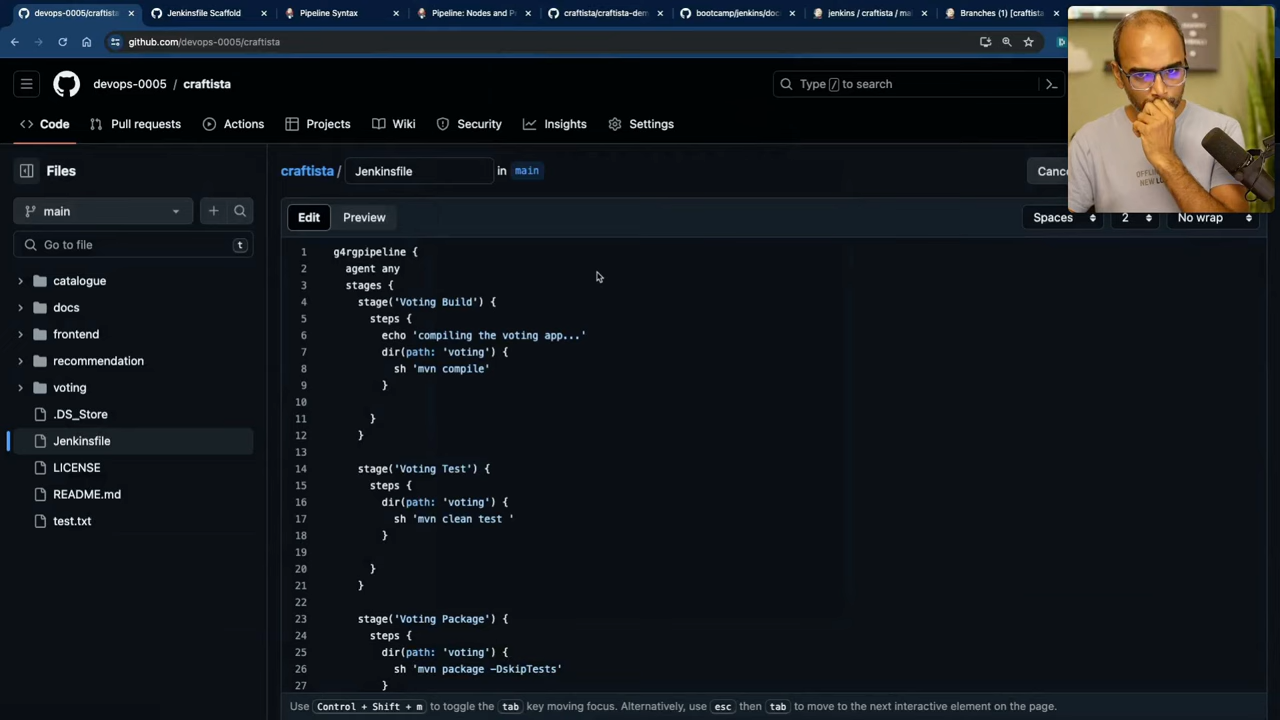 devops-0005/craftista
Jenkinsfile Scaffold
Pipeline Syntax
Pipeline: Nodes and P
craftista/craftista-dem
bootcamp/jenkins/doc
jenkins / craftista / ma
Branches (1) [craftista
github.com/devops-0005/craftista
devops-0005 / craftista
Type / to search
Code
Pull requests
Actions
Projects
Wiki
Security
Insights
Settings
Files
craftista / Jenkinsfile in main
Canc
main
Edit
Preview
Spaces
2
No wrap
Go to file
t
catalogue
docs
frontend
recommendation
voting
.DS_Store
Jenkinsfile
LICENSE
README.md
test.txt
1 g4rgpipeline {
2 agent any
3 stages {
4 stage('Voting Build') {
5 steps {
6 echo 'compiling the voting app...'
7 dir(path: 'voting') {
8 sh 'mvn compile'
9 }
10
11 }
12 }
13
14 stage('Voting Test') {
15 steps {
16 dir(path: 'voting') {
17 sh 'mvn clean test '
18 }
19
20 }
21 }
22
23 stage('Voting Package') {
24 steps {
25 dir(path: 'voting') {
26 sh 'mvn package -DskipTests'
27 }
Use Control + Shift + m to toggle the tab key moving focus. Alternatively, use esc then tab to move to the next interactive element on the page.
OFFLIN
NEW LU